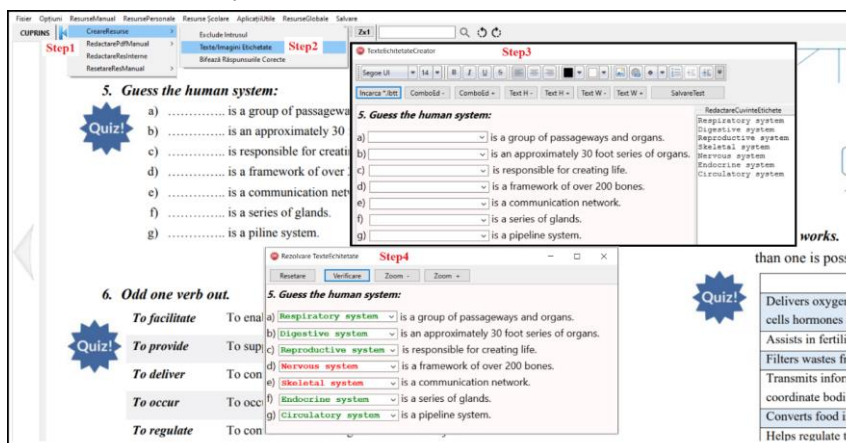 Fisier Opțiuni ResurseManual ResursePersonale Resurse Școlare AplicațiiUtile ResurseGlobale Salvare
CUPRINS
Zx1
Step1
CreareResurse
RedactarePdfManual
RedactareResInterne
ResetareResManual
Exclude Intrusul
Texte/Imagini Etichetate
Bifează Răspunsurile Corecte
Step2
5. Guess the human system:
Quiz!
a) .............. is a group of passagewa
b) .............. is an approximately 30
c) .............. is responsible for creati
d) .............. is a framework of over
e) .............. is a communication net
f) .............. is a series of glands.
g) .............. is a piline system.
TexteEtichetateCreator
Step3
Segoe UI 14 B I U S
Incarca *.lbtt ComboEd - ComboEd + Text H - Text H + Text W - Text W + SalvareTest
5. Guess the human system:
a) is a group of passageways and organs.
b) is an approximately 30 foot series of organs.
c) is responsible for creating life.
d) is a framework of over 200 bones.
e) is a communication network.
f) is a series of glands.
g) is a pipeline system.
RedactareCuvinteEtichete
Respiratory system
Digestive system
Reproductive system
Skeletal system
Nervous system
Endocrine system
Circulatory system
Rezolvare TexteEtichetate
Step4
Resetare Verificare Zoom - Zoom +
5. Guess the human system:
a) Respiratory system is a group of passageways and organs.
b) Digestive system is an approximately 30 foot series of organs.
c) Reproductive system is responsible for creating life.
d) Nervous system is a framework of over 200 bones.
e) Skeletal system is a communication network.
f) Endocrine system is a series of glands.
g) Circulatory system is a pipeline system.
6. Odd one verb out.
Quiz!
To facilitate To ena
To provide To sup
To deliver To con
To occur To occ
To regulate To con
works.
than one is poss
Quiz!
Delivers oxyge
cells hormones
Assists in fertili
Filters wastes fr
Transmits infor
coordinate bodi
Converts food i
Helps regulate t